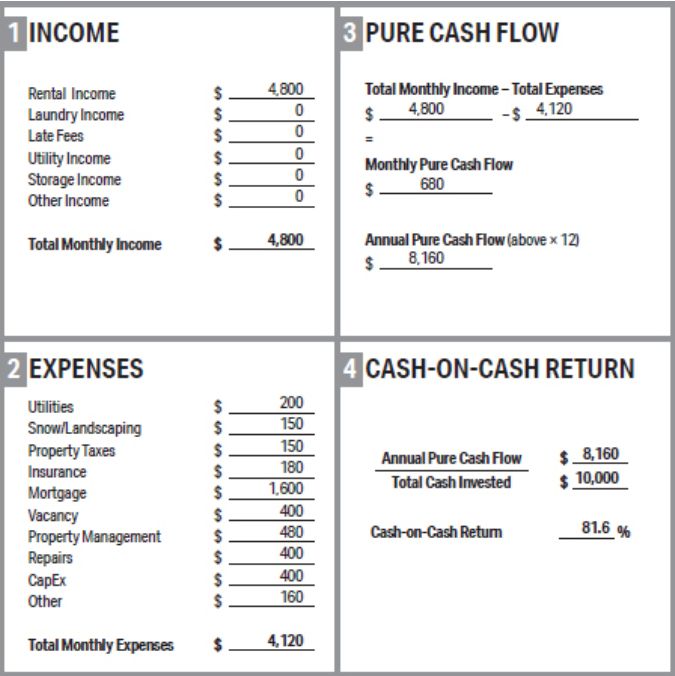 1 INCOME
Rental Income $ 4,800
Laundry Income $ 0
Late Fees $ 0
Utility Income $ 0
Storage Income $ 0
Other Income $ 0
Total Monthly Income $ 4,800
2 EXPENSES
Utilities $ 200
Snow/Landscaping $ 150
Property Taxes $ 150
Insurance $ 180
Mortgage $ 1,600
Vacancy $ 400
Property Management $ 480
Repairs $ 400
CapEx $ 400
Other $ 160
Total Monthly Expenses $ 4,120
3 PURE CASH FLOW
Total Monthly Income – Total Expenses
$ 4,800 -$ 4,120
=
Monthly Pure Cash Flow
$ 680
Annual Pure Cash Flow (above × 12)
$ 8,160
4 CASH-ON-CASH RETURN
Annual Pure Cash Flow $ 8,160
Total Cash Invested $ 10,000
Cash-on-Cash Return 81.6 %